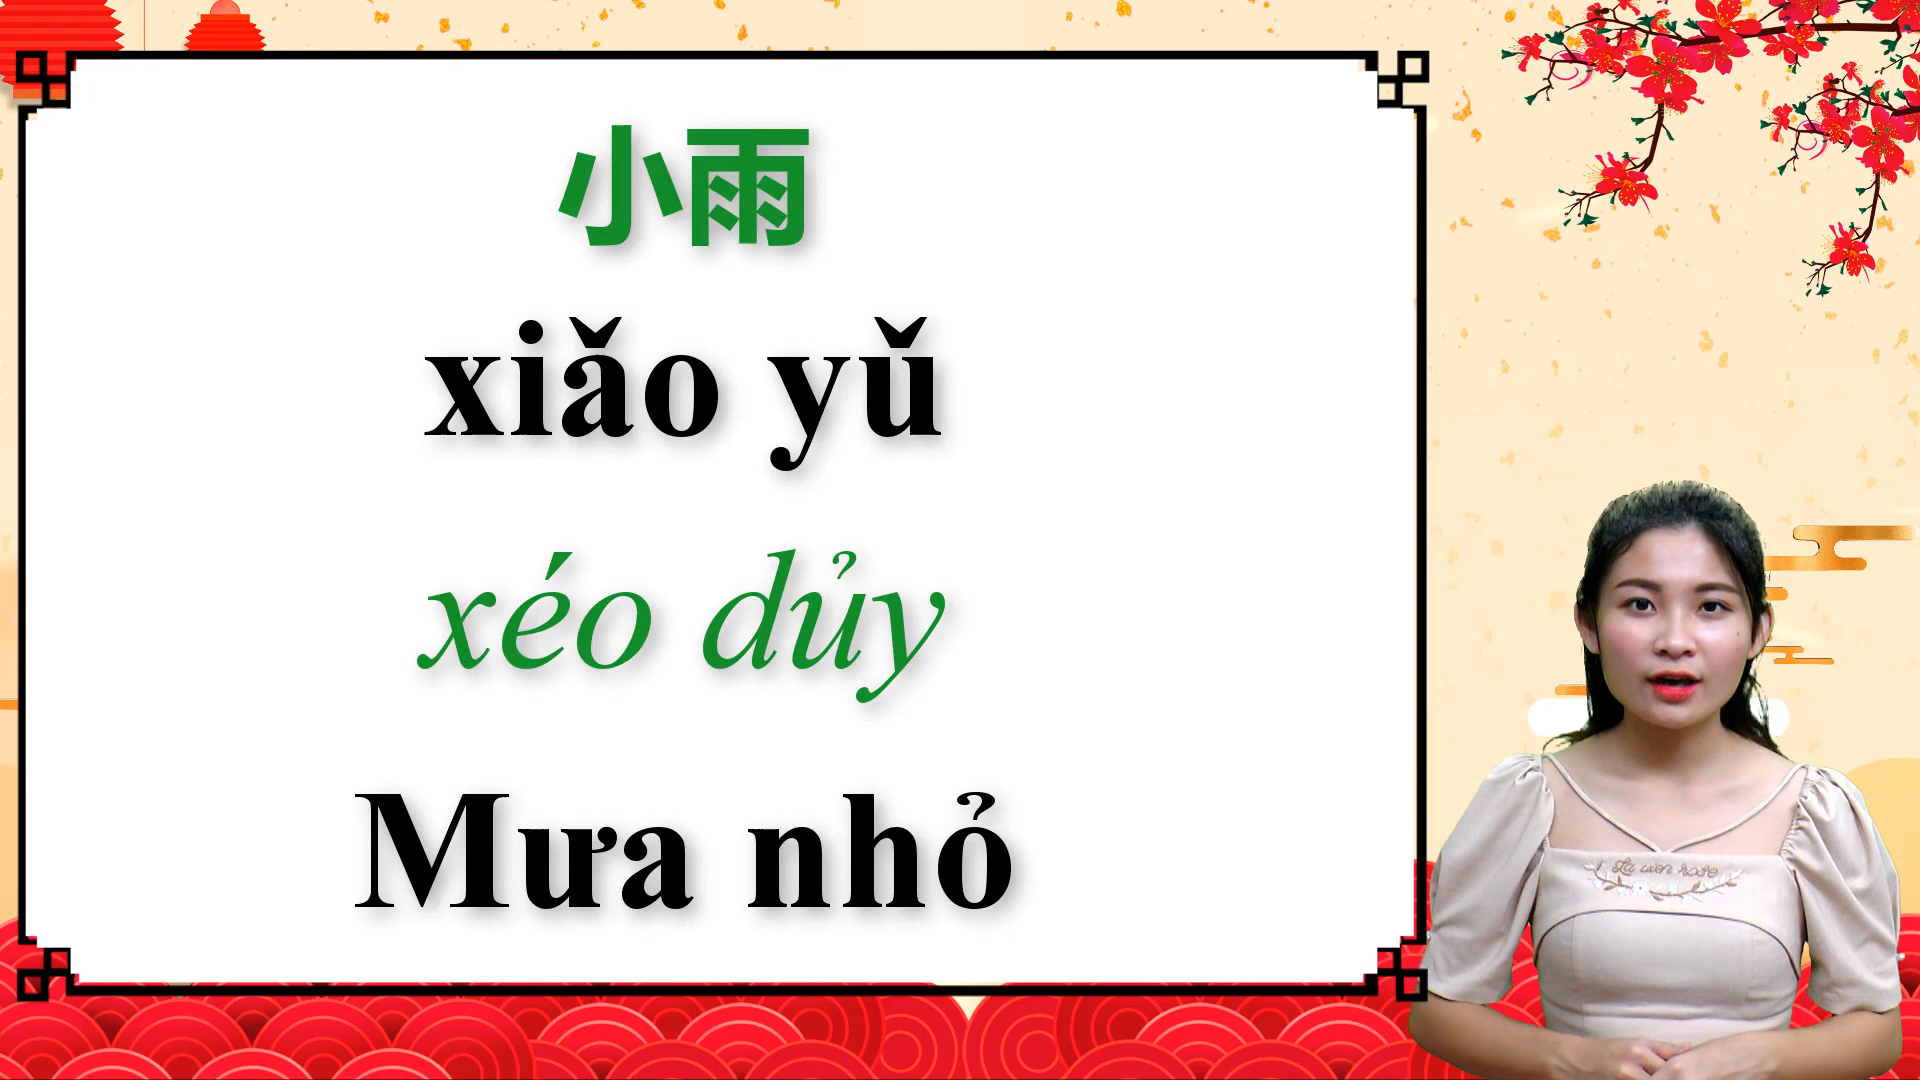 小雨
xiǎo yǔ
xéo dủy
Mưa nhỏ